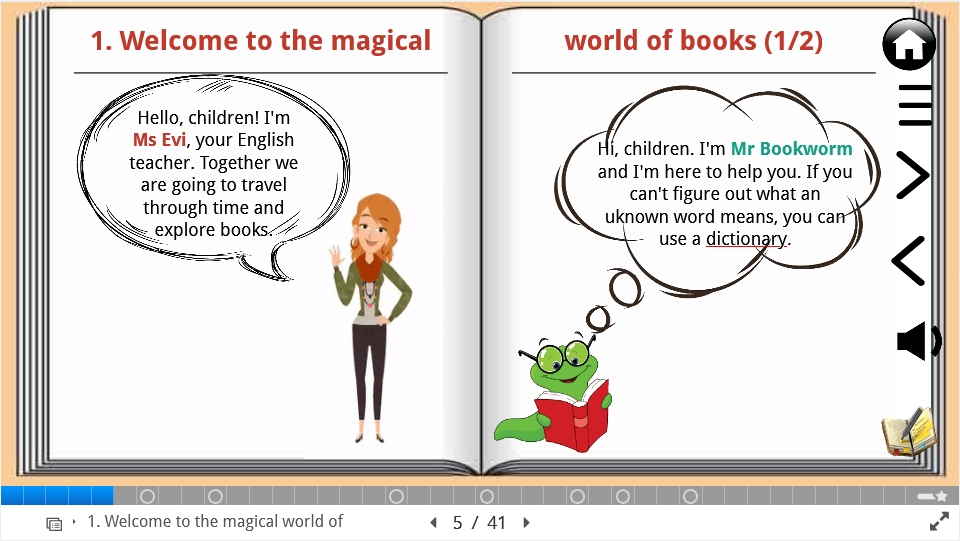 1. Welcome to the magical world of books (1/2)
Hello, children! I'm
Ms Evi, your English
teacher. Together we
are going to travel
through time and
explore books.
Hi, children. I'm Mr Bookworm
and I'm here to help you. If you
can't figure out what an
uknown word means, you can
use a dictionary.
1. Welcome to the magical world of
5 / 41